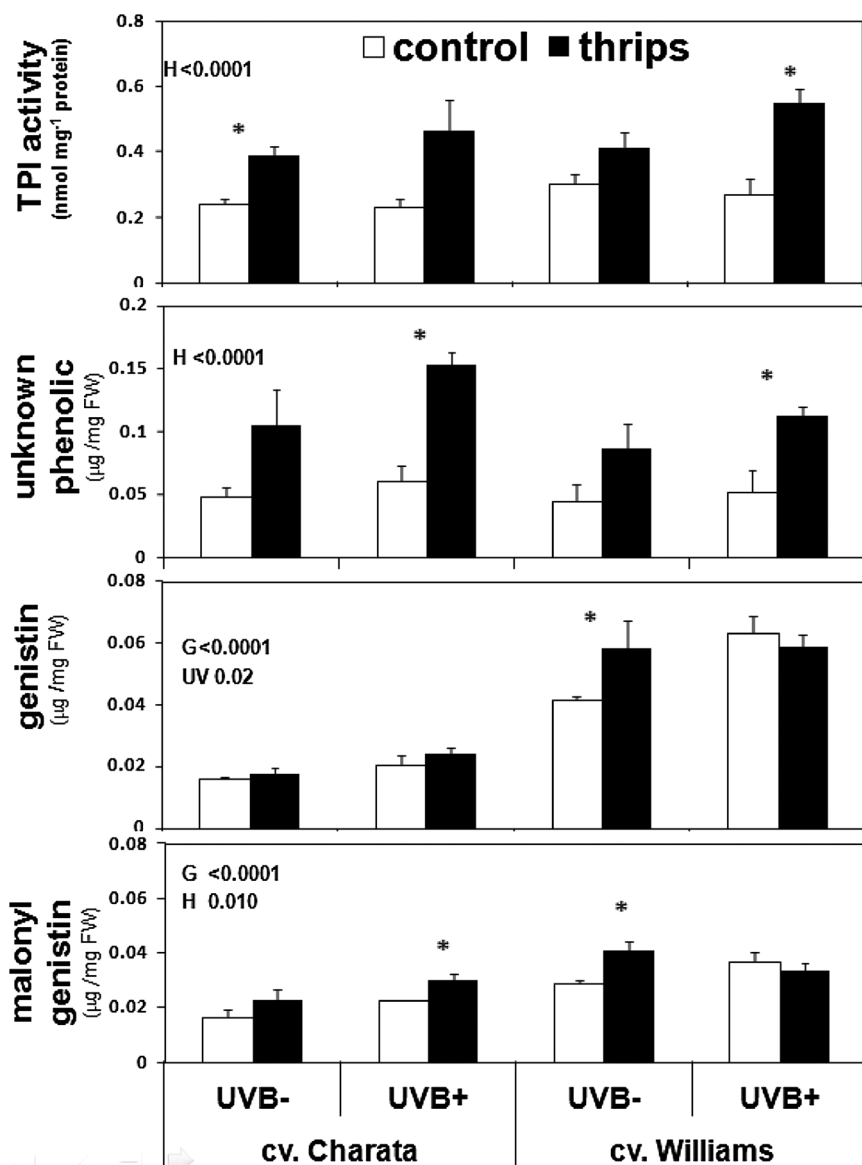 0.8
control thrips
TPI activity
(nmol mg-1 protein)
H <0.0001
*
*
0.6
0.4
0.2
0
0.2
unknown
phenolic
(µg /mg FW)
H <0.0001
*
*
0.15
0.1
0.05
0
0.08
genistin
(µg /mg FW)
G<0.0001
UV 0.02
*
0.06
0.04
0.02
0
0.08
malonyl
genistin
(µg /mg FW)
G <0.0001
H 0.010
*
*
0.06
0.04
0.02
0
UVB- UVB+ UVB- UVB+
cv. Charata cv. Williams